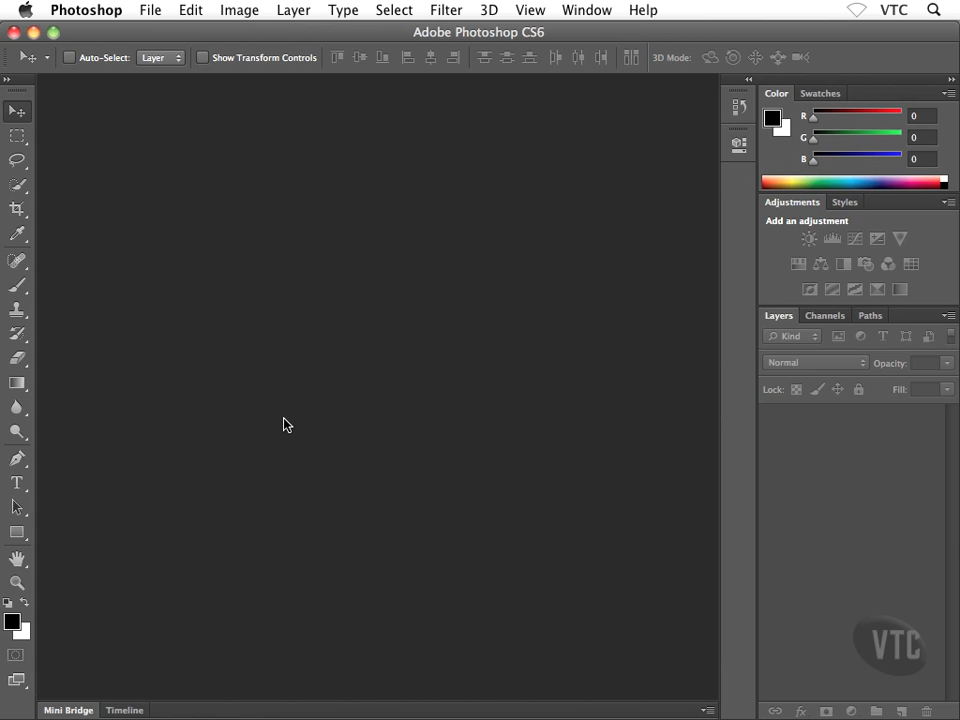 Photoshop File Edit Image Layer Type Select Filter 3D View Window Help VTC
Adobe Photoshop CS6
Auto-Select: Layer Show Transform Controls 3D Mode:
Color Swatches
R 0
G 0
B 0
Adjustments Styles
Add an adjustment
Layers Channels Paths
Kind T
Normal Opacity:
Lock: Fill:
T
VTC
Mini Bridge Timeline
fx